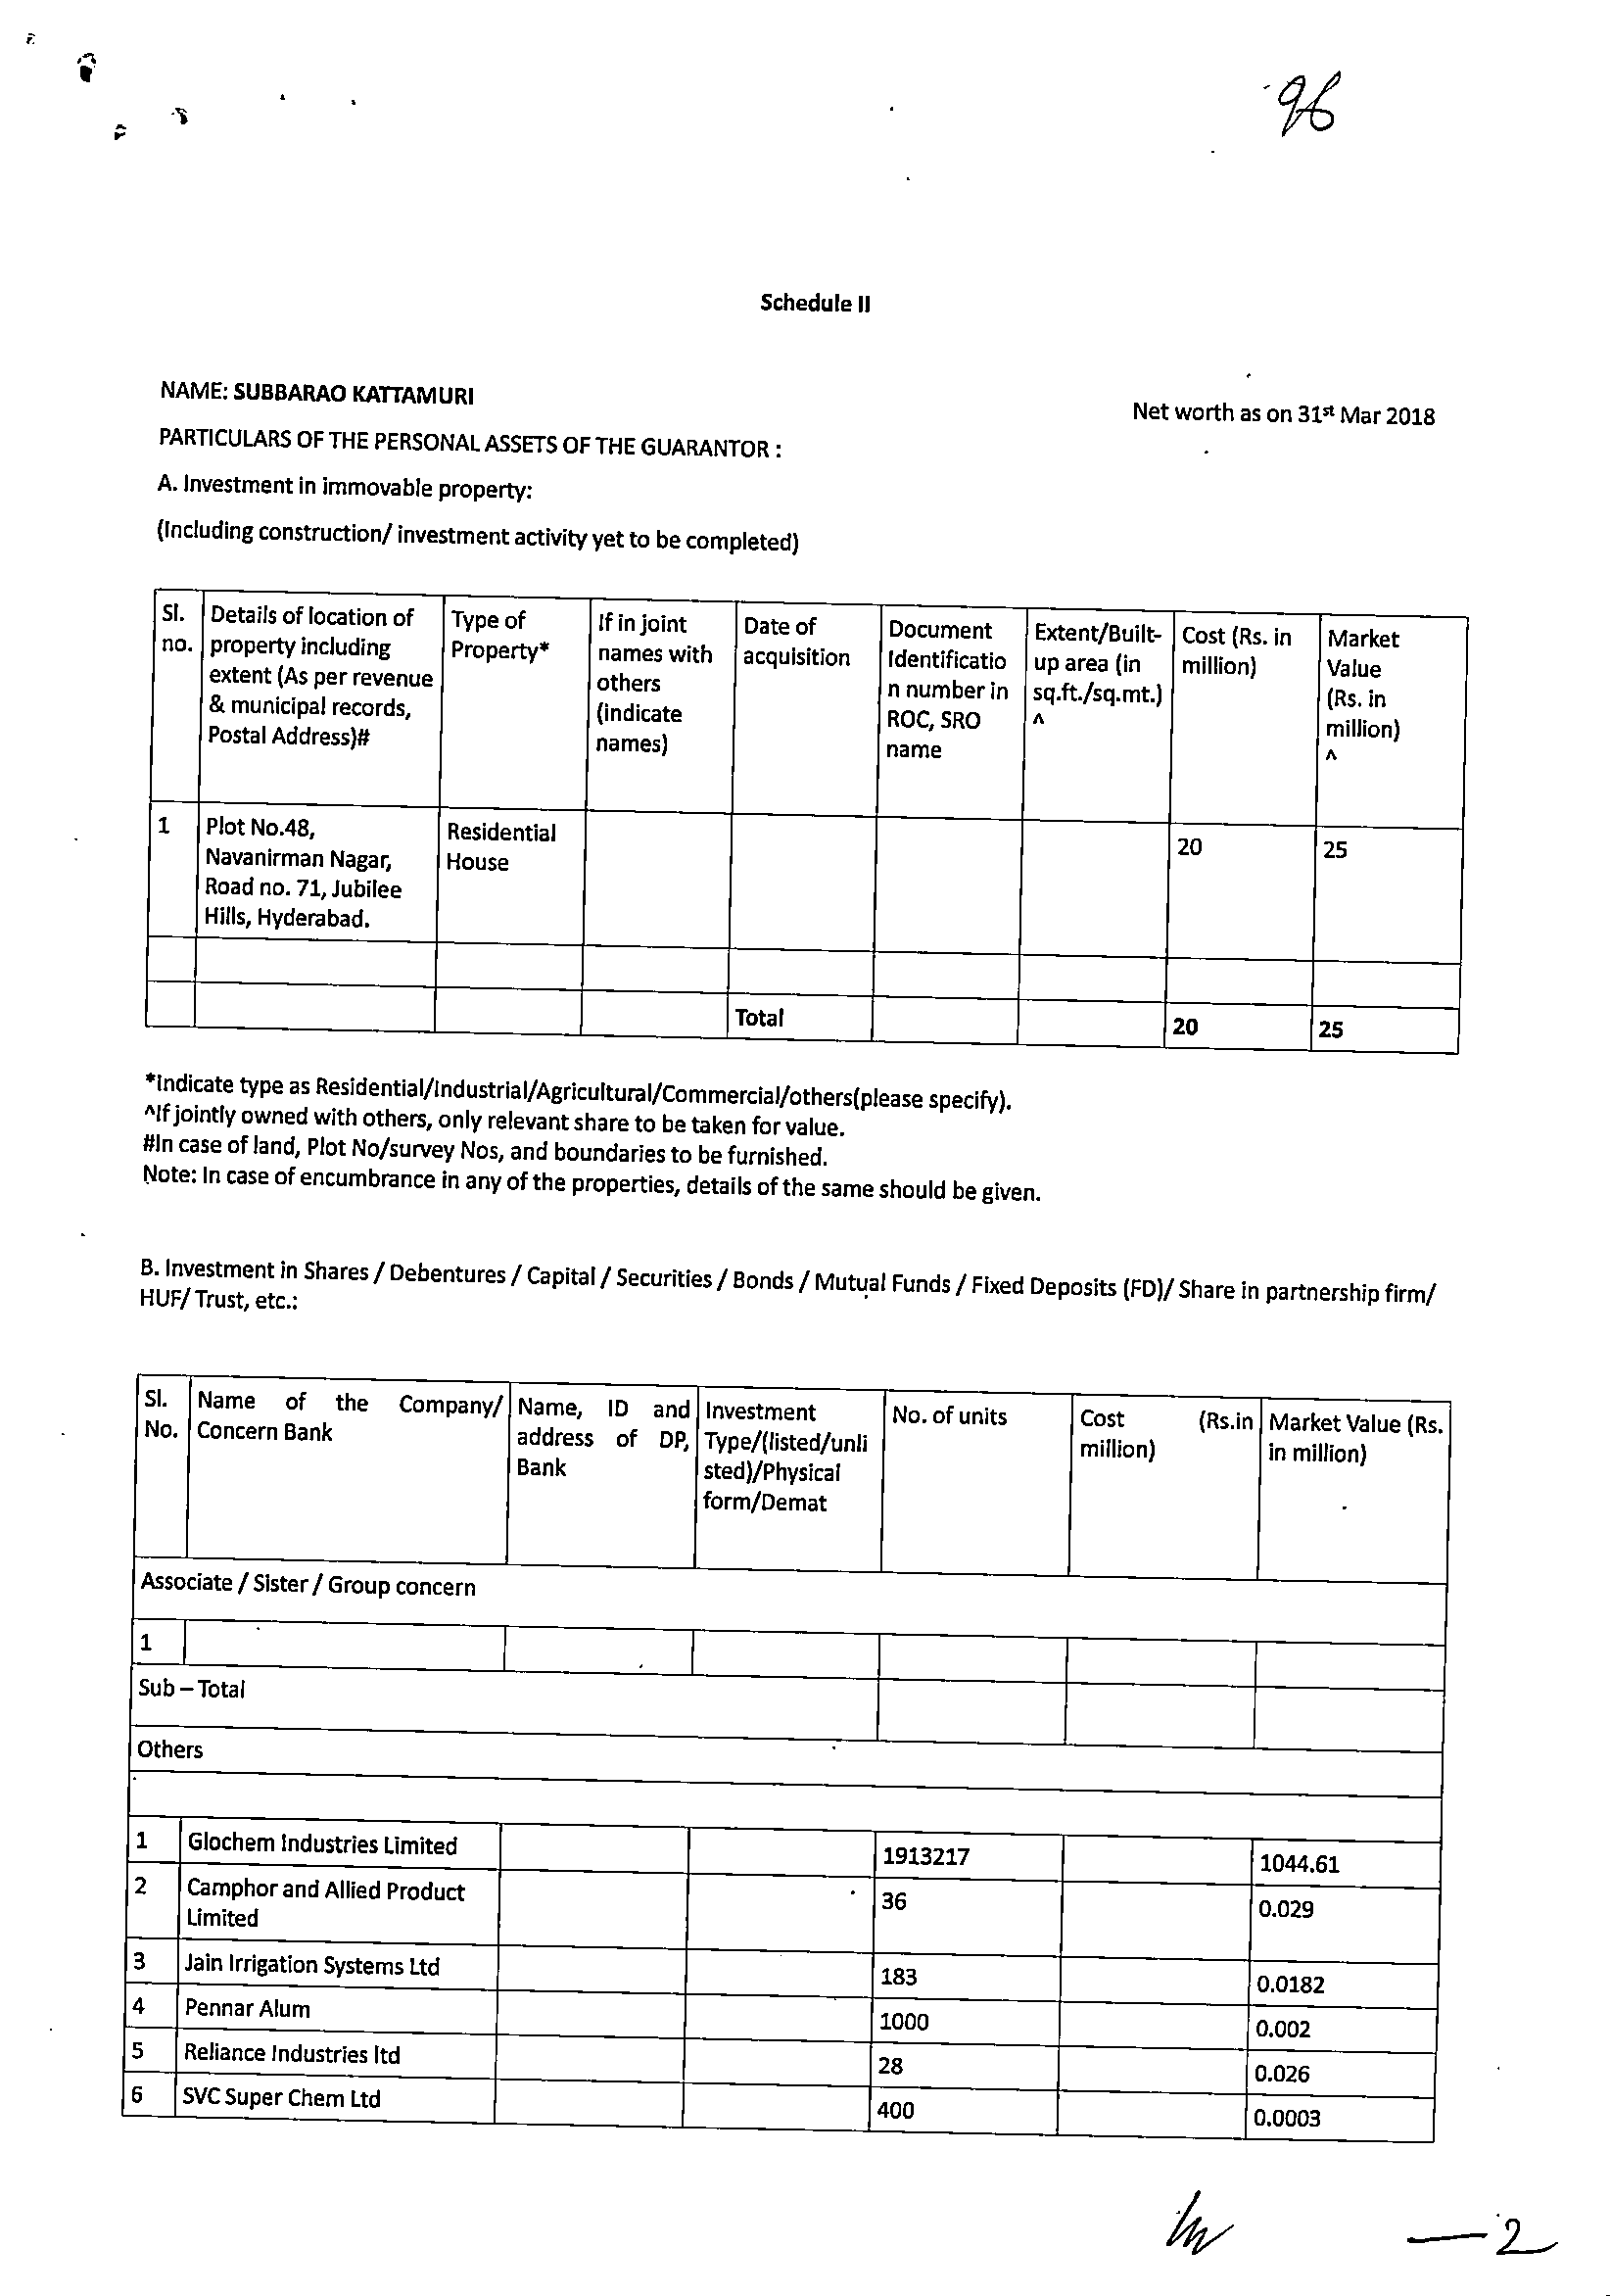 96
Schedule II
NAME: SUBBARAO KATTAMURI
Net worth as on 31st Mar 2018
PARTICULARS OF THE PERSONAL ASSETS OF THE GUARANTOR :
A. Investment in immovable property:
(Including construction/ investment activity yet to be completed)
Sl. no. | Details of location of property including extent (As per revenue & municipal records, Postal Address)# | Type of Property* | If in joint names with others (indicate names) | Date of acquisition | Document Identificatio n number in ROC, SRO name | Extent/Built-up area (in sq.ft./sq.mt.) ^ | Cost (Rs. in million) | Market Value (Rs. in million) ^
1 | Plot No.48, Navanirman Nagar, Road no. 71, Jubilee Hills, Hyderabad. | Residential House | | | | | 20 | 25
Total | 20 | 25
*Indicate type as Residential/Industrial/Agricultural/Commercial/others(please specify).
^If jointly owned with others, only relevant share to be taken for value.
#In case of land, Plot No/survey Nos, and boundaries to be furnished.
Note: In case of encumbrance in any of the properties, details of the same should be given.
B. Investment in Shares / Debentures / Capital / Securities / Bonds / Mutual Funds / Fixed Deposits (FD)/ Share in partnership firm/
HUF/ Trust, etc.:
Sl. No. | Name of the Company/ Concern Bank | Name, ID and address of DP, Bank | Investment Type/(listed/unli sted)/Physical form/Demat | No. of units | Cost (Rs.in million) | Market Value (Rs. in million)
Associate / Sister / Group concern
1
Sub – Total
Others
1 | Glochem Industries Limited | | | 1913217 | | 1044.61
2 | Camphor and Allied Product Limited | | | 36 | | 0.029
3 | Jain Irrigation Systems Ltd | | | 183 | | 0.0182
4 | Pennar Alum | | | 1000 | | 0.002
5 | Reliance Industries ltd | | | 28 | | 0.026
6 | SVC Super Chem Ltd | | | 400 | | 0.0003
—2